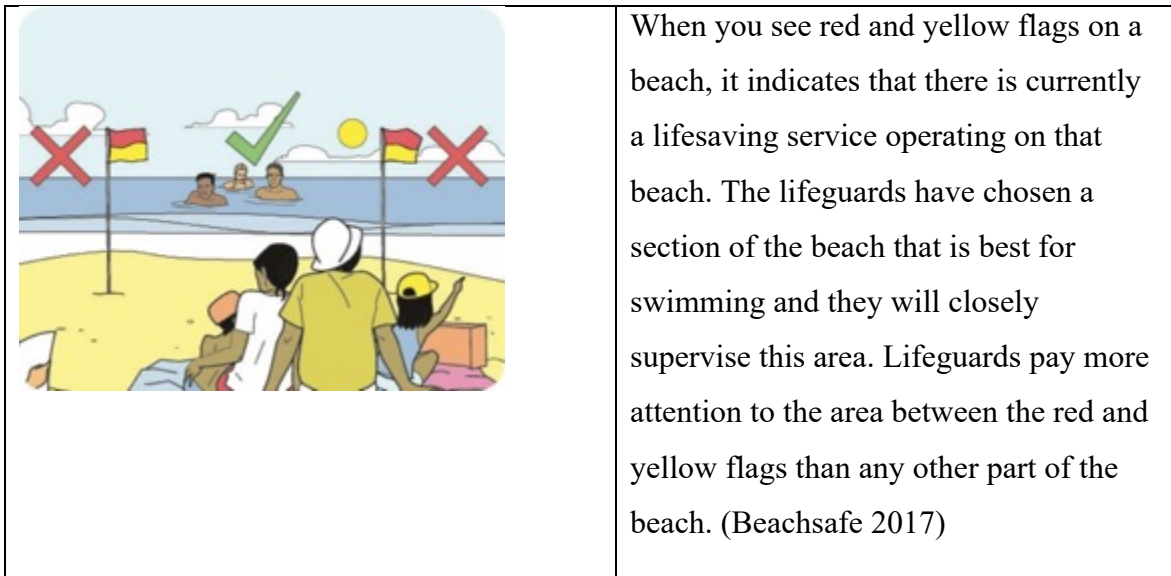 When you see red and yellow flags on a
beach, it indicates that there is currently
a lifesaving service operating on that
beach. The lifeguards have chosen a
section of the beach that is best for
swimming and they will closely
supervise this area. Lifeguards pay more
attention to the area between the red and
yellow flags than any other part of the
beach. (Beachsafe 2017)